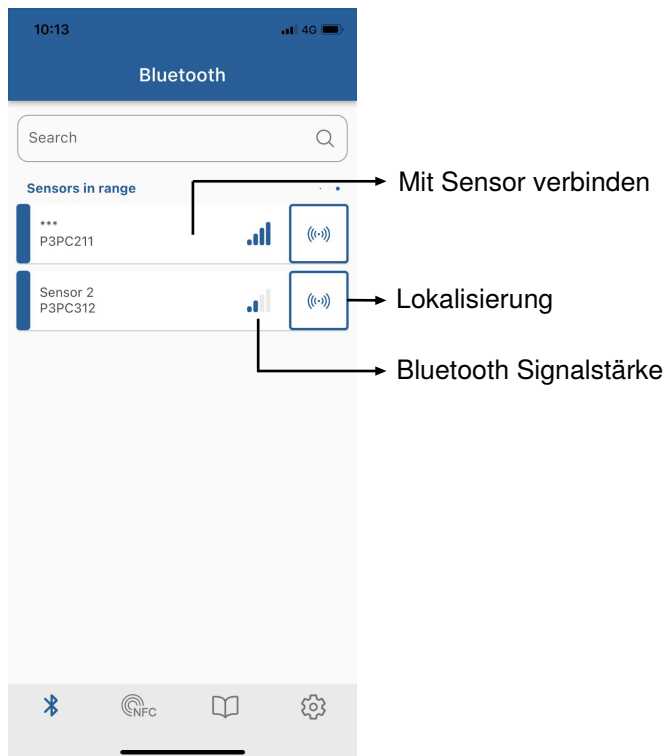 10:13
4G
Bluetooth
Search
Sensors in range
Mit Sensor verbinden
***
P3PC211
Sensor 2
P3PC312
Lokalisierung
Bluetooth Signalstärke
NFC